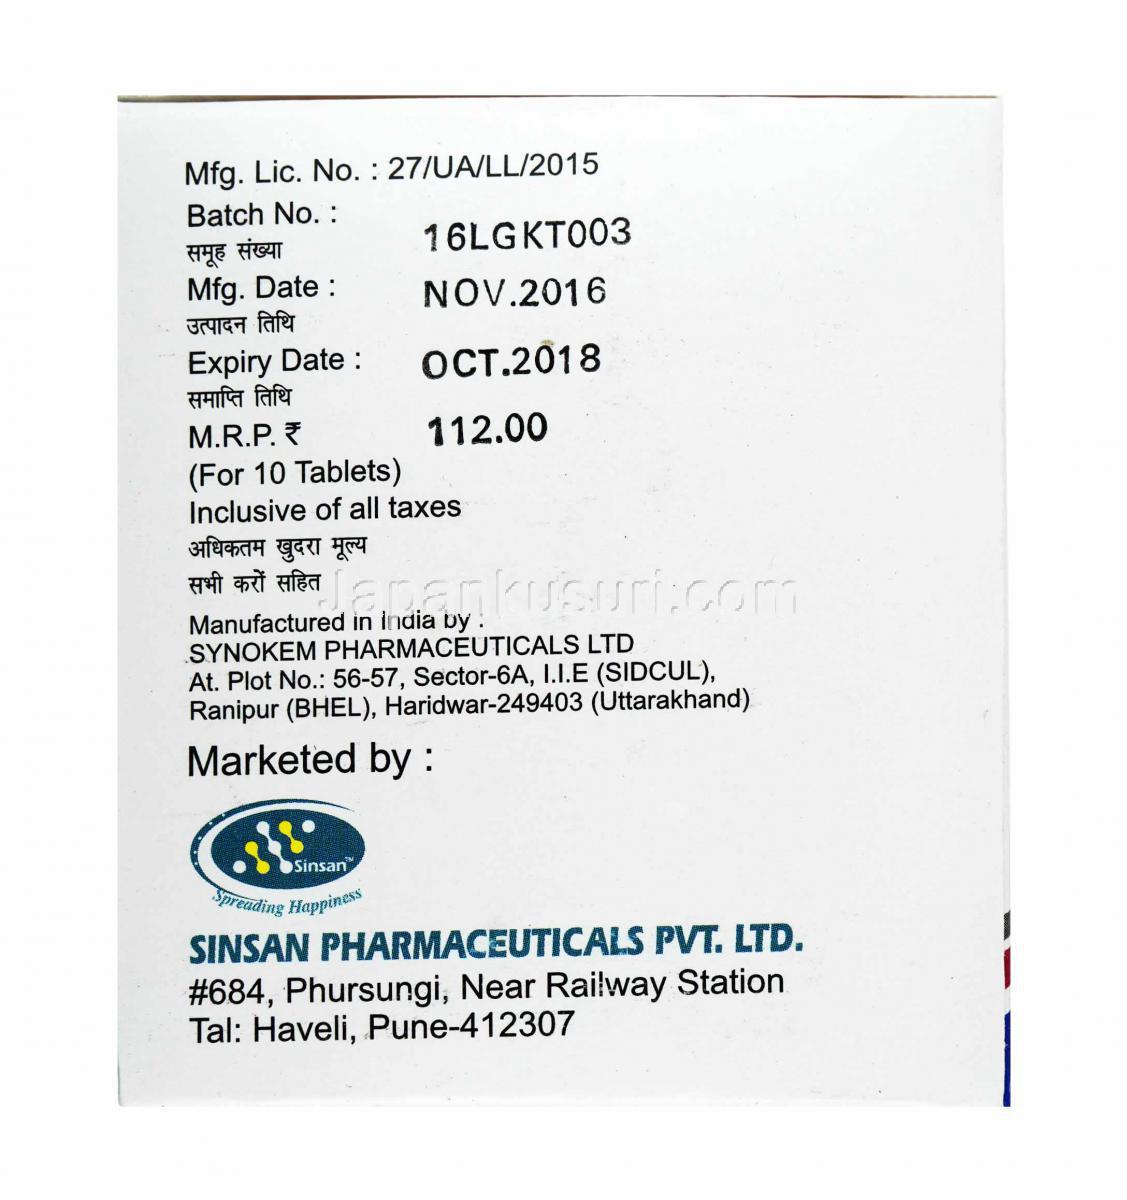 Mfg. Lic. No. : 27/UA/LL/2015
Batch No. : 16LGKT003
समूह संख्या
Mfg. Date : NOV.2016
उत्पादन तिथि
Expiry Date : OCT.2018
समाप्ति तिथि
M.R.P. ₹ 112.00
(For 10 Tablets)
Inclusive of all taxes
अधिकतम खुदरा मूल्य
सभी करों सहित
Japankusuri.com
Manufactured in India by :
SYNOKEM PHARMACEUTICALS LTD
At. Plot No.: 56-57, Sector-6A, I.I.E (SIDCUL),
Ranipur (BHEL), Haridwar-249403 (Uttarakhand)
Marketed by :
Sinsan™
Spreading Happiness
SINSAN PHARMACEUTICALS PVT. LTD.
#684, Phursungi, Near Railway Station
Tal: Haveli, Pune-412307